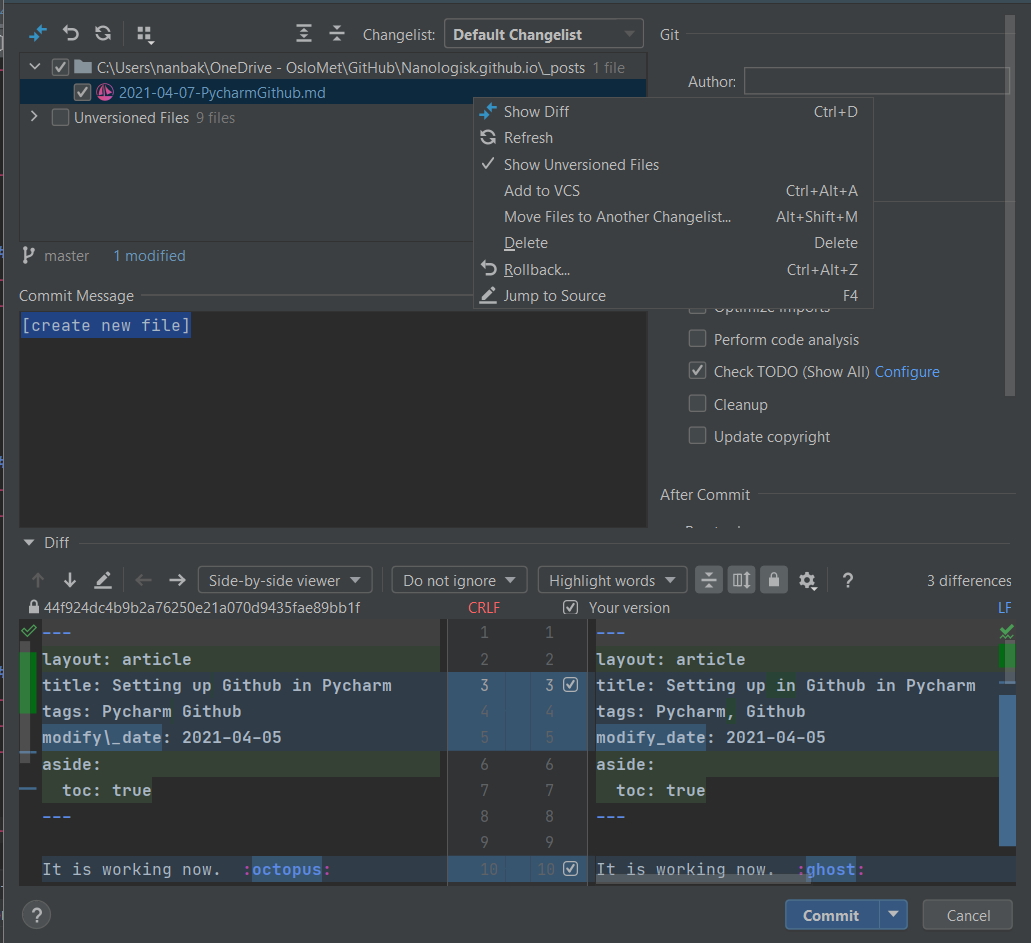 Changelist: Default Changelist Git
C:\Users\nanbak\OneDrive - OsloMet\GitHub\Nanologisk.github.io\_posts 1 file
Author:
2021-04-07-PycharmGithub.md
Unversioned Files 9 files
Show Diff Ctrl+D
Refresh
Show Unversioned Files
Add to VCS Ctrl+Alt+A
Move Files to Another Changelist... Alt+Shift+M
Delete Delete
Rollback... Ctrl+Alt+Z
Jump to Source F4
master 1 modified
Commit Message
[create new file]
Optimize imports
Perform code analysis
Check TODO (Show All) Configure
Cleanup
Update copyright
After Commit
Diff
Side-by-side viewer Do not ignore Highlight words ? 3 differences
44f924dc4b9b2a76250e21a070d9435fae89bb1f CRLF Your version LF
--- 1 1 ---
layout: article 2 2 layout: article
title: Setting up Github in Pycharm 3 3 title: Setting up in Github in Pycharm
tags: Pycharm Github 4 4 tags: Pycharm, Github
modify\_date: 2021-04-05 5 5 modify_date: 2021-04-05
aside: 6 6 aside:
toc: true 7 7 toc: true
--- 8 8 ---
9 9
It is working now. :octopus: 10 10 It is working now. :ghost:
? Commit Cancel